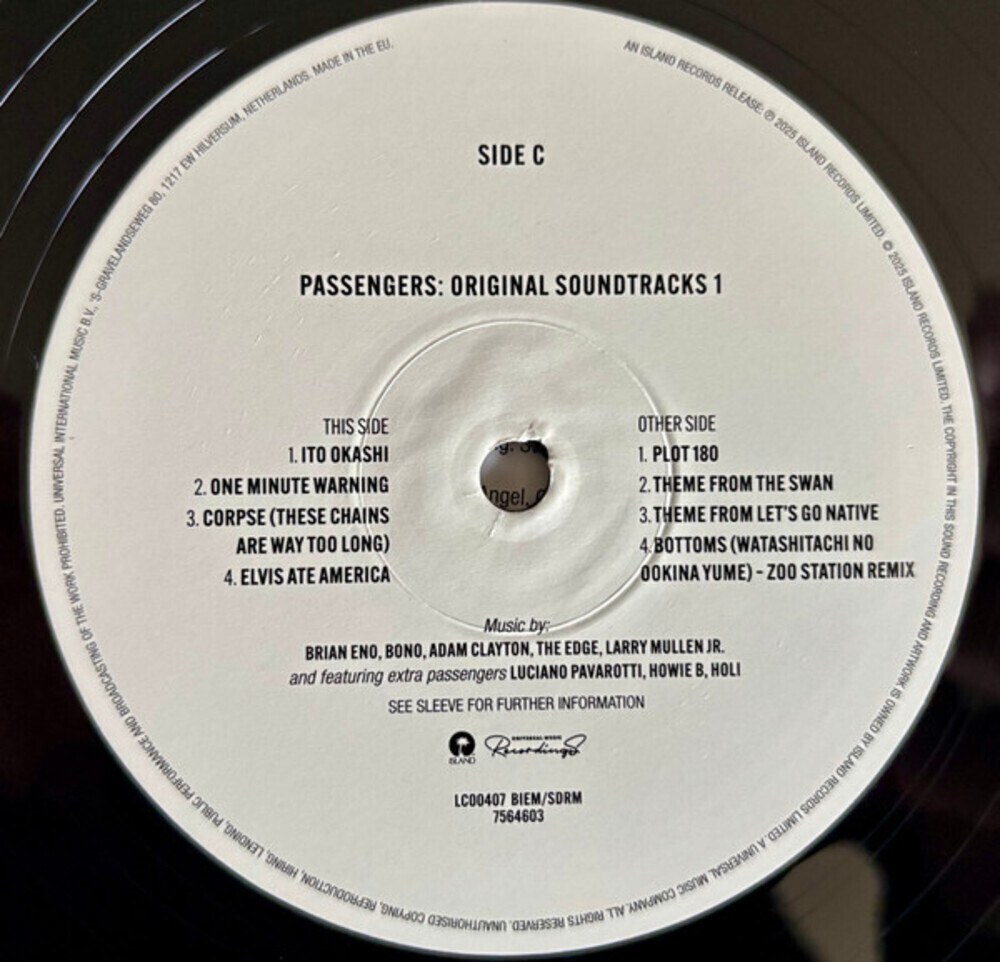 SIDE C
PASSENGERS: ORIGINAL SOUNDTRACKS 1
THIS SIDE
1. ITO OKASHI
2. ONE MINUTE WARNING
3. CORPSE (THESE CHAINS
ARE WAY TOO LONG)
4. ELVIS ATE AMERICA
OTHER SIDE
1. PLOT 180
2. THEME FROM THE SWAN
3. THEME FROM LET'S GO NATIVE
4. BOTTOMS (WATASHITACHI NO
OOKINA YUME) – ZOO STATION REMIX
Music by:
BRIAN ENO, BONO, ADAM CLAYTON, THE EDGE, LARRY MULLEN JR.
and featuring extra passengers LUCIANO PAVAROTTI, HOWIE B, HOLI
SEE SLEEVE FOR FURTHER INFORMATION
ISLAND
UNIVERSAL MUSIC
Recordings
LC00407 BIEM/SDRM
7564603
AN ISLAND RECORDS RELEASE; ℗ 2025 ISLAND RECORDS LIMITED. © 2025 ISLAND RECORDS LIMITED. THE COPYRIGHT IN THIS SOUND RECORDING AND ARTWORK IS OWNED BY ISLAND RECORDS LIMITED. A UNIVERSAL MUSIC COMPANY. ALL RIGHTS RESERVED. UNAUTHORISED COPYING, REPRODUCTION, HIRING, LENDING, PUBLIC PERFORMANCE AND BROADCASTING OF THE WORK PROHIBITED. UNIVERSAL INTERNATIONAL MUSIC B.V., 'S-GRAVELANDSEWEG 80, 1217 EW HILVERSUM, NETHERLANDS. MADE IN THE EU.